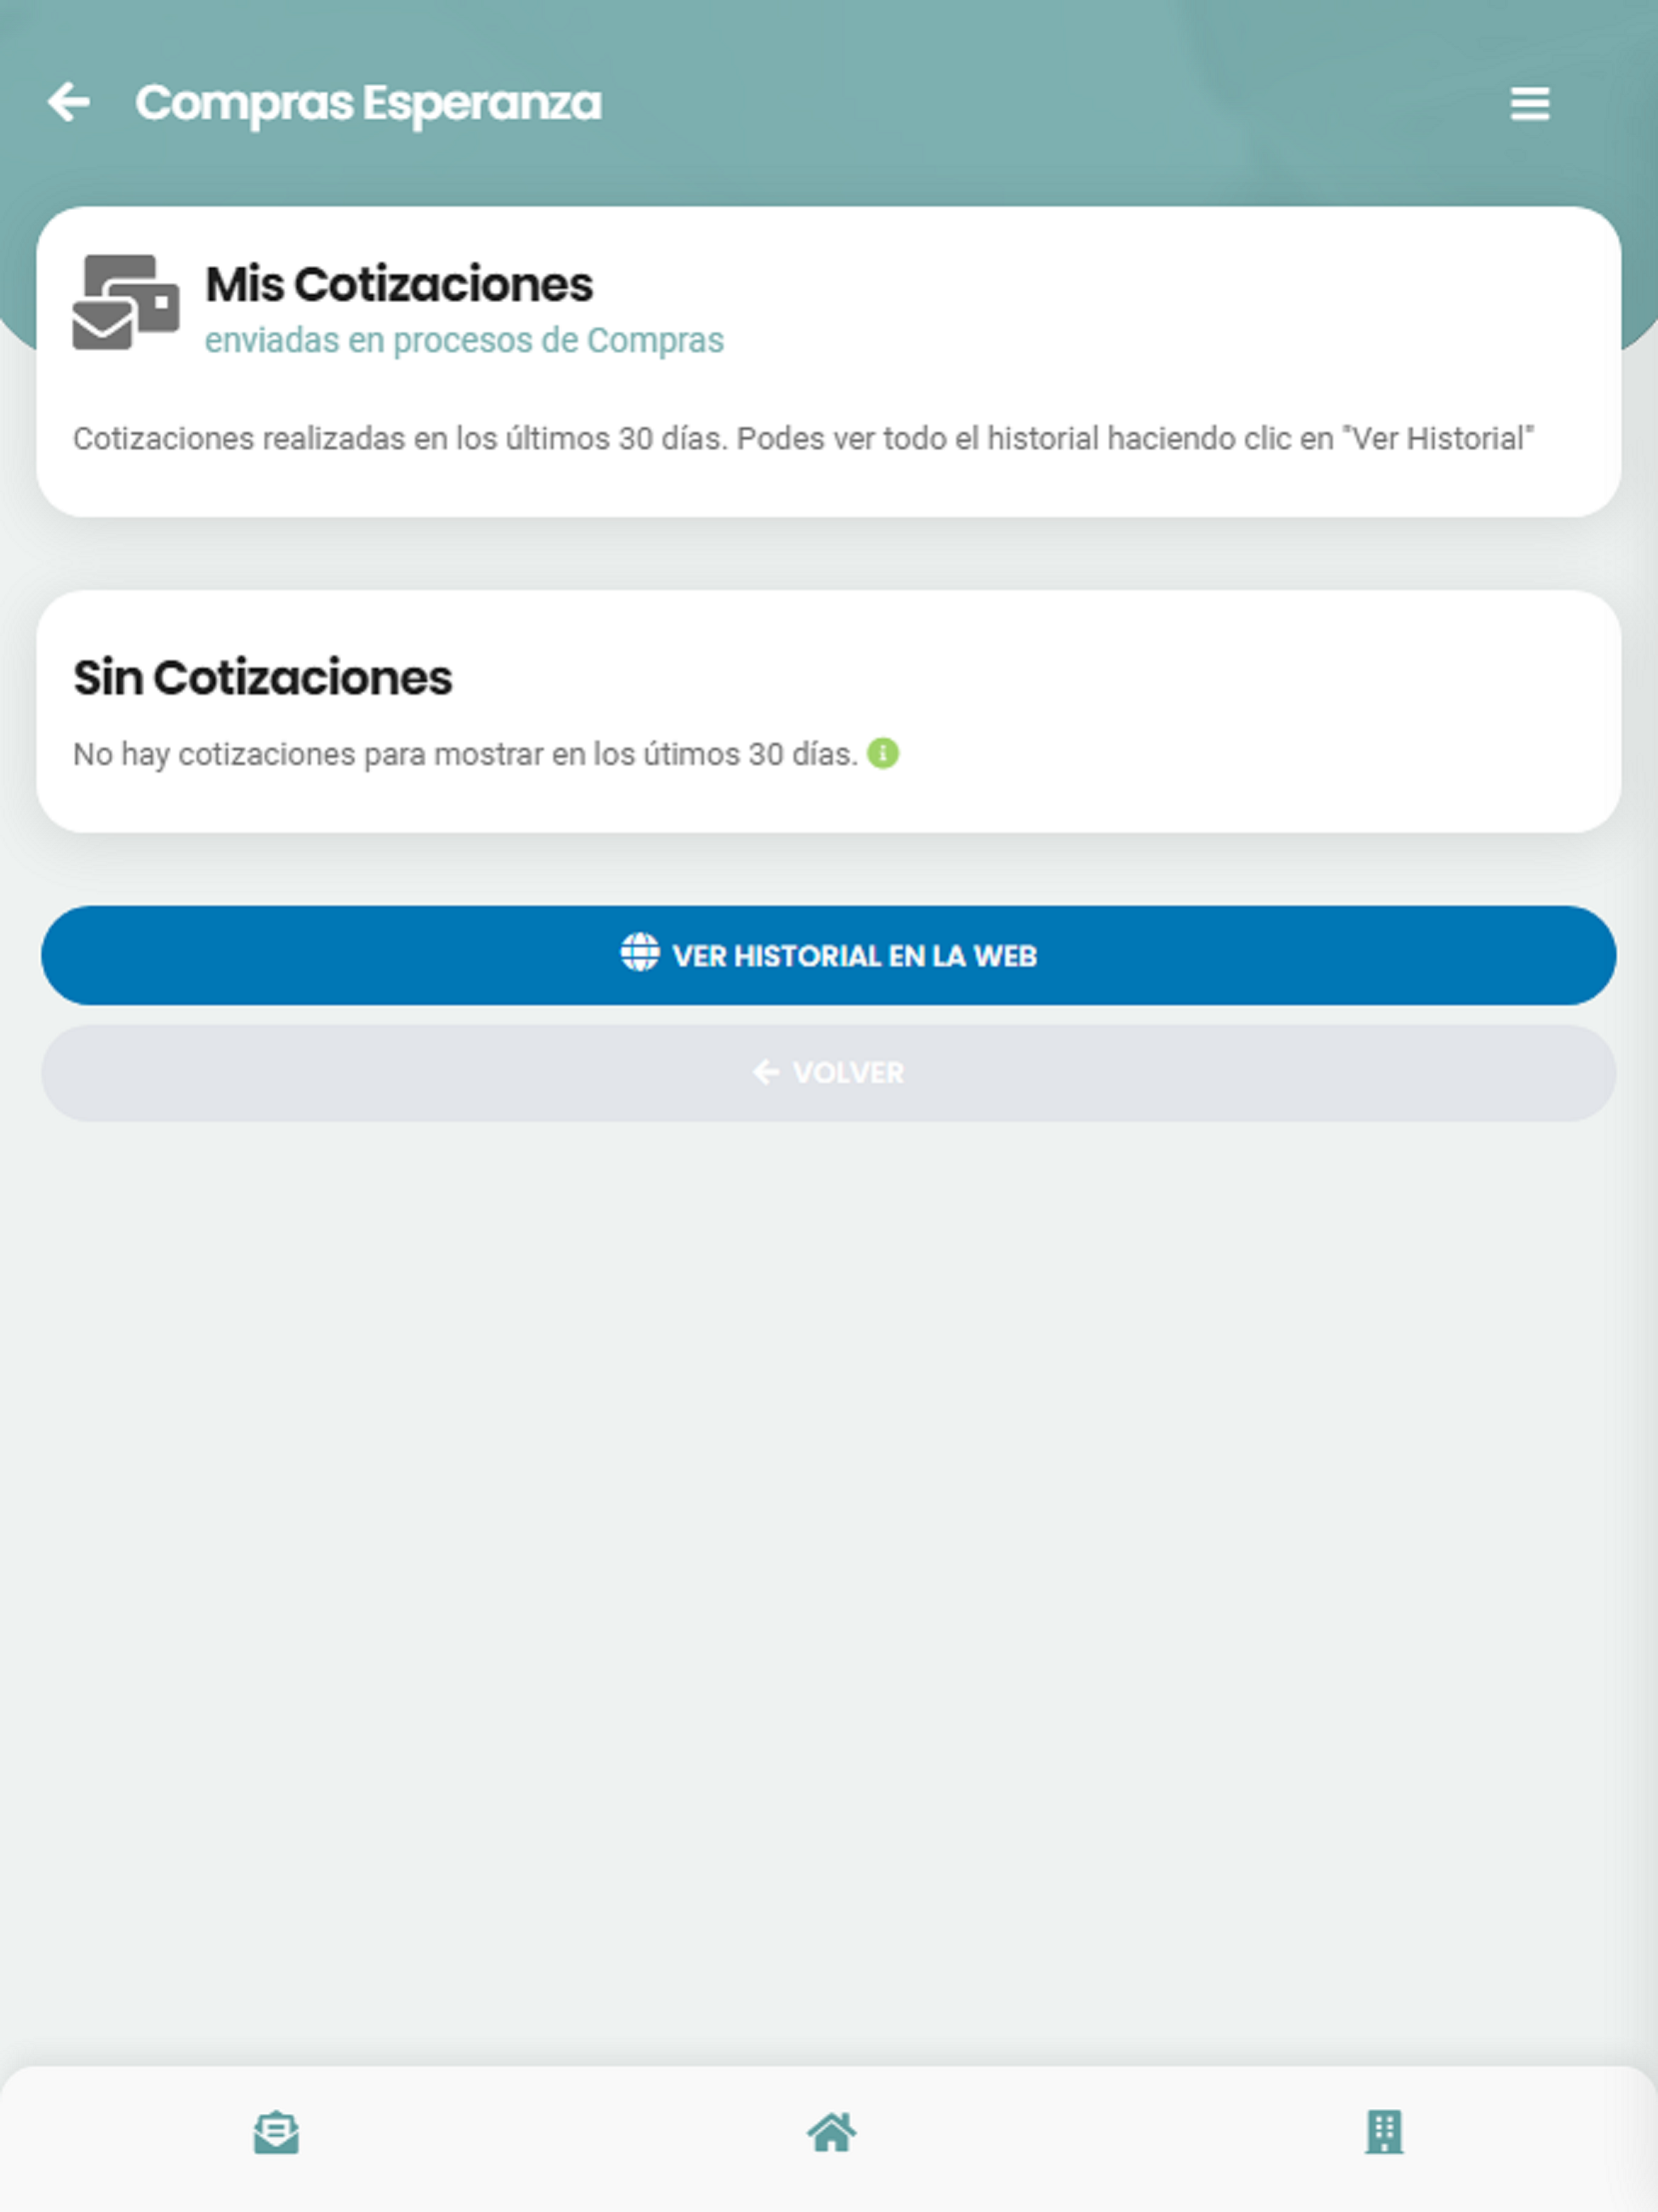 Compras Esperanza
Mis Cotizaciones
enviadas en procesos de Compras
Cotizaciones realizadas en los últimos 30 días. Podes ver todo el historial haciendo clic en "Ver Historial"
Sin Cotizaciones
No hay cotizaciones para mostrar en los útimos 30 días.
VER HISTORIAL EN LA WEB
VOLVER